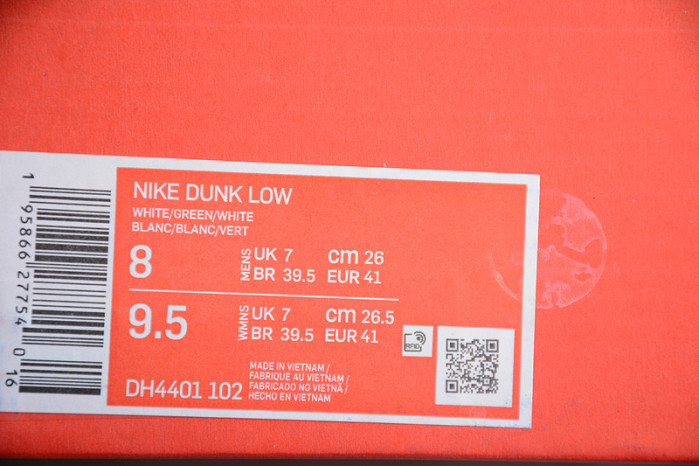 NIKE DUNK LOW
WHITE/GREEN/WHITE
BLANC/BLANC/VERT
8 MENS UK 7 cm 26
BR 39.5 EUR 41
9.5 WMNS UK 7 cm 26.5
BR 39.5 EUR 41
RFID
MADE IN VIETNAM /
FABRIQUE AU VIETNAM /
FABRICADO NO VIETNÃ /
HECHO EN VIETNAM
DH4401 102
1 95866 27754 0 16